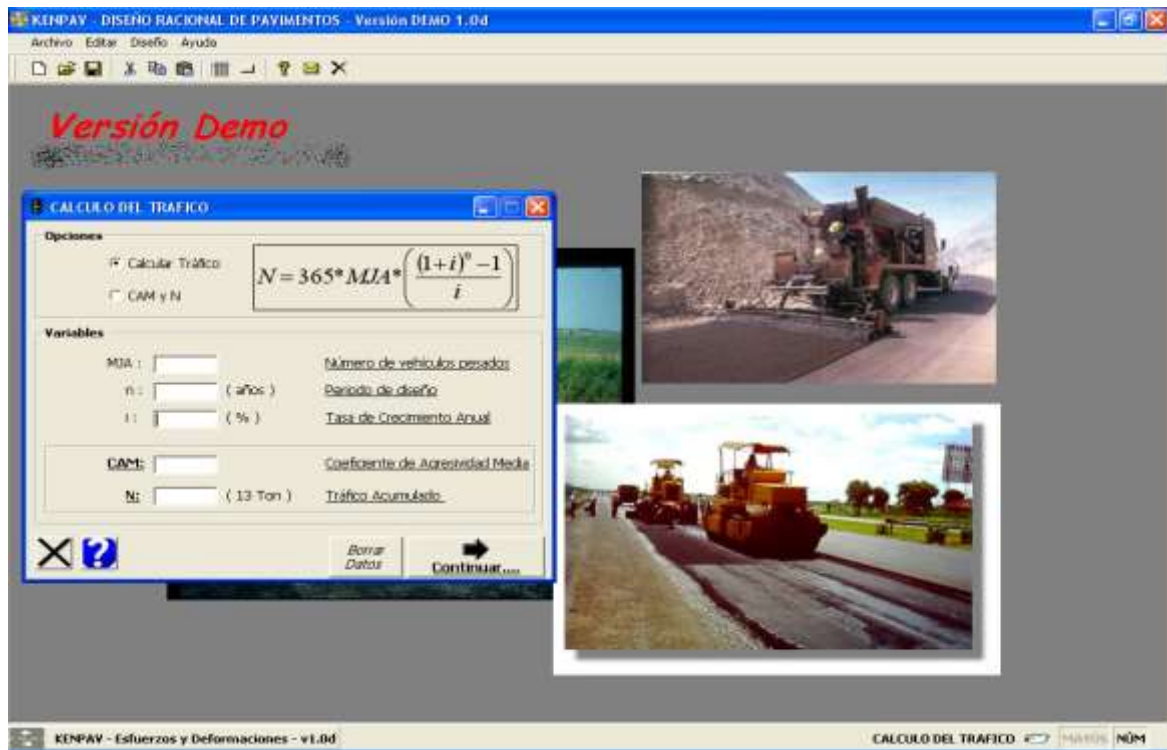 KENPAV - DISEÑO RACIONAL DE PAVIMENTOS - Versión DEMO 1.0d
Archivo Editar Diseño Ayuda
Versión Demo
CALCULO DEL TRAFICO
Opciones
Calcular Tráfico
CAM y N
N = 365* MJA* ( (1+i)^n − 1 / i )
Variables
MJA : Número de vehículos pesados
n : ( años ) Periodo de diseño
i : ( % ) Tasa de Crecimiento Anual
CAM: Coeficiente de Agresividad Media
N: ( 13 Ton ) Tráfico Acumulado
Borrar Datos
Continuar....
KENPAV - Esfuerzos y Deformaciones - v1.0d CALCULO DEL TRAFICO MAYÚS NÚM